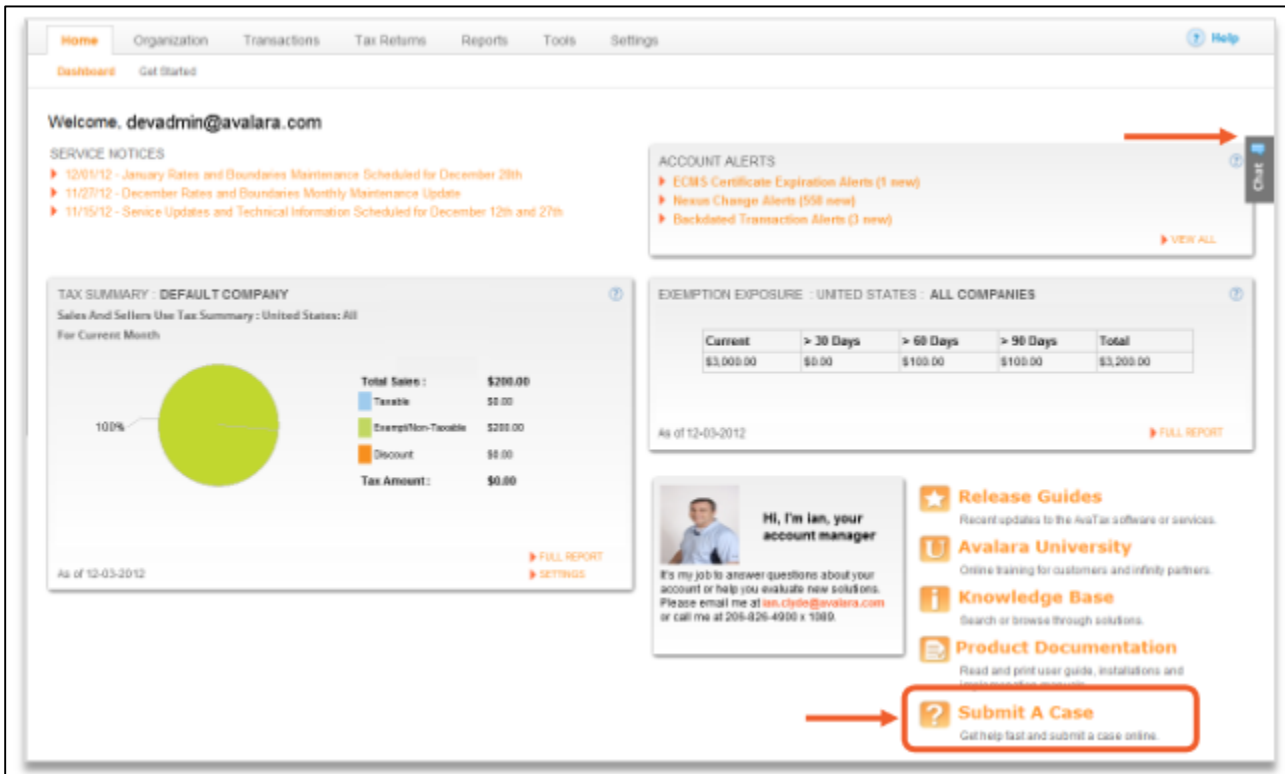 Home Organization Transactions Tax Returns Reports Tools Settings Help
Dashboard Get Started
Welcome, devadmin@avalara.com
SERVICE NOTICES
12/01/12 - January Rates and Boundaries Maintenance Scheduled for December 28th
11/27/12 - December Rates and Boundaries Monthly Maintenance Update
11/15/12 - Service Updates and Technical Information Scheduled for December 12th and 27th
ACCOUNT ALERTS
ECMS Certificate Expiration Alerts (1 new)
Nexus Change Alerts (558 new)
Backdated Transaction Alerts (3 new)
VIEW ALL
Chat
TAX SUMMARY : DEFAULT COMPANY
Sales And Sellers Use Tax Summary : United States: All
For Current Month
100%
Total Sales : $200.00
Taxable $0.00
Exempt/Non-Taxable $200.00
Discount $0.00
Tax Amount : $0.00
FULL REPORT
As of 12-03-2012 SETTINGS
EXEMPTION EXPOSURE : UNITED STATES : ALL COMPANIES
Current > 30 Days > 60 Days > 90 Days Total
$3,000.00 $0.00 $100.00 $100.00 $3,200.00
As of 12-03-2012 FULL REPORT
Hi, I'm Ian, your
account manager
It's my job to answer questions about your
account or help you evaluate new solutions.
Please email me at ian.clyde@avalara.com
or call me at 206-826-4900 x 1089.
Release Guides
Recent updates to the AvaTax software or services.
Avalara University
Online training for customers and infinity partners.
Knowledge Base
Search or browse through solutions.
Product Documentation
Read and print user guide, installations and
implementation manuals.
Submit A Case
Get help fast and submit a case online.